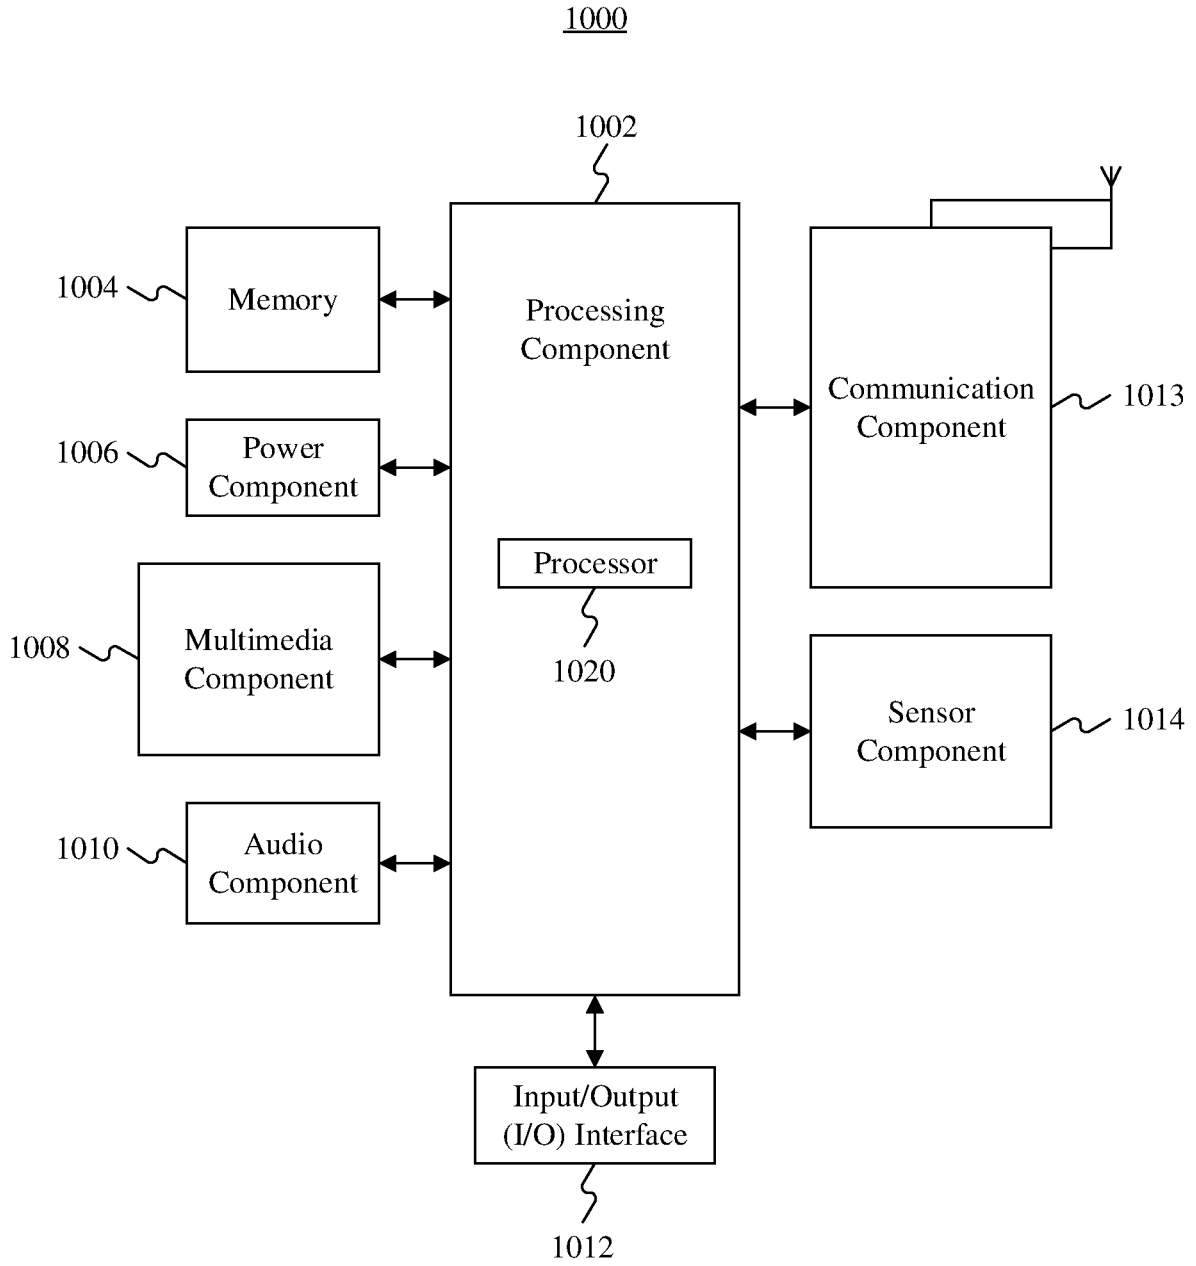 1000
1002
1004
Memory
Processing
Component
Communication
Component
1013
1006
Power
Component
Processor
1020
1008
Multimedia
Component
Sensor
Component
1014
1010
Audio
Component
Input/Output
(I/O) Interface
1012